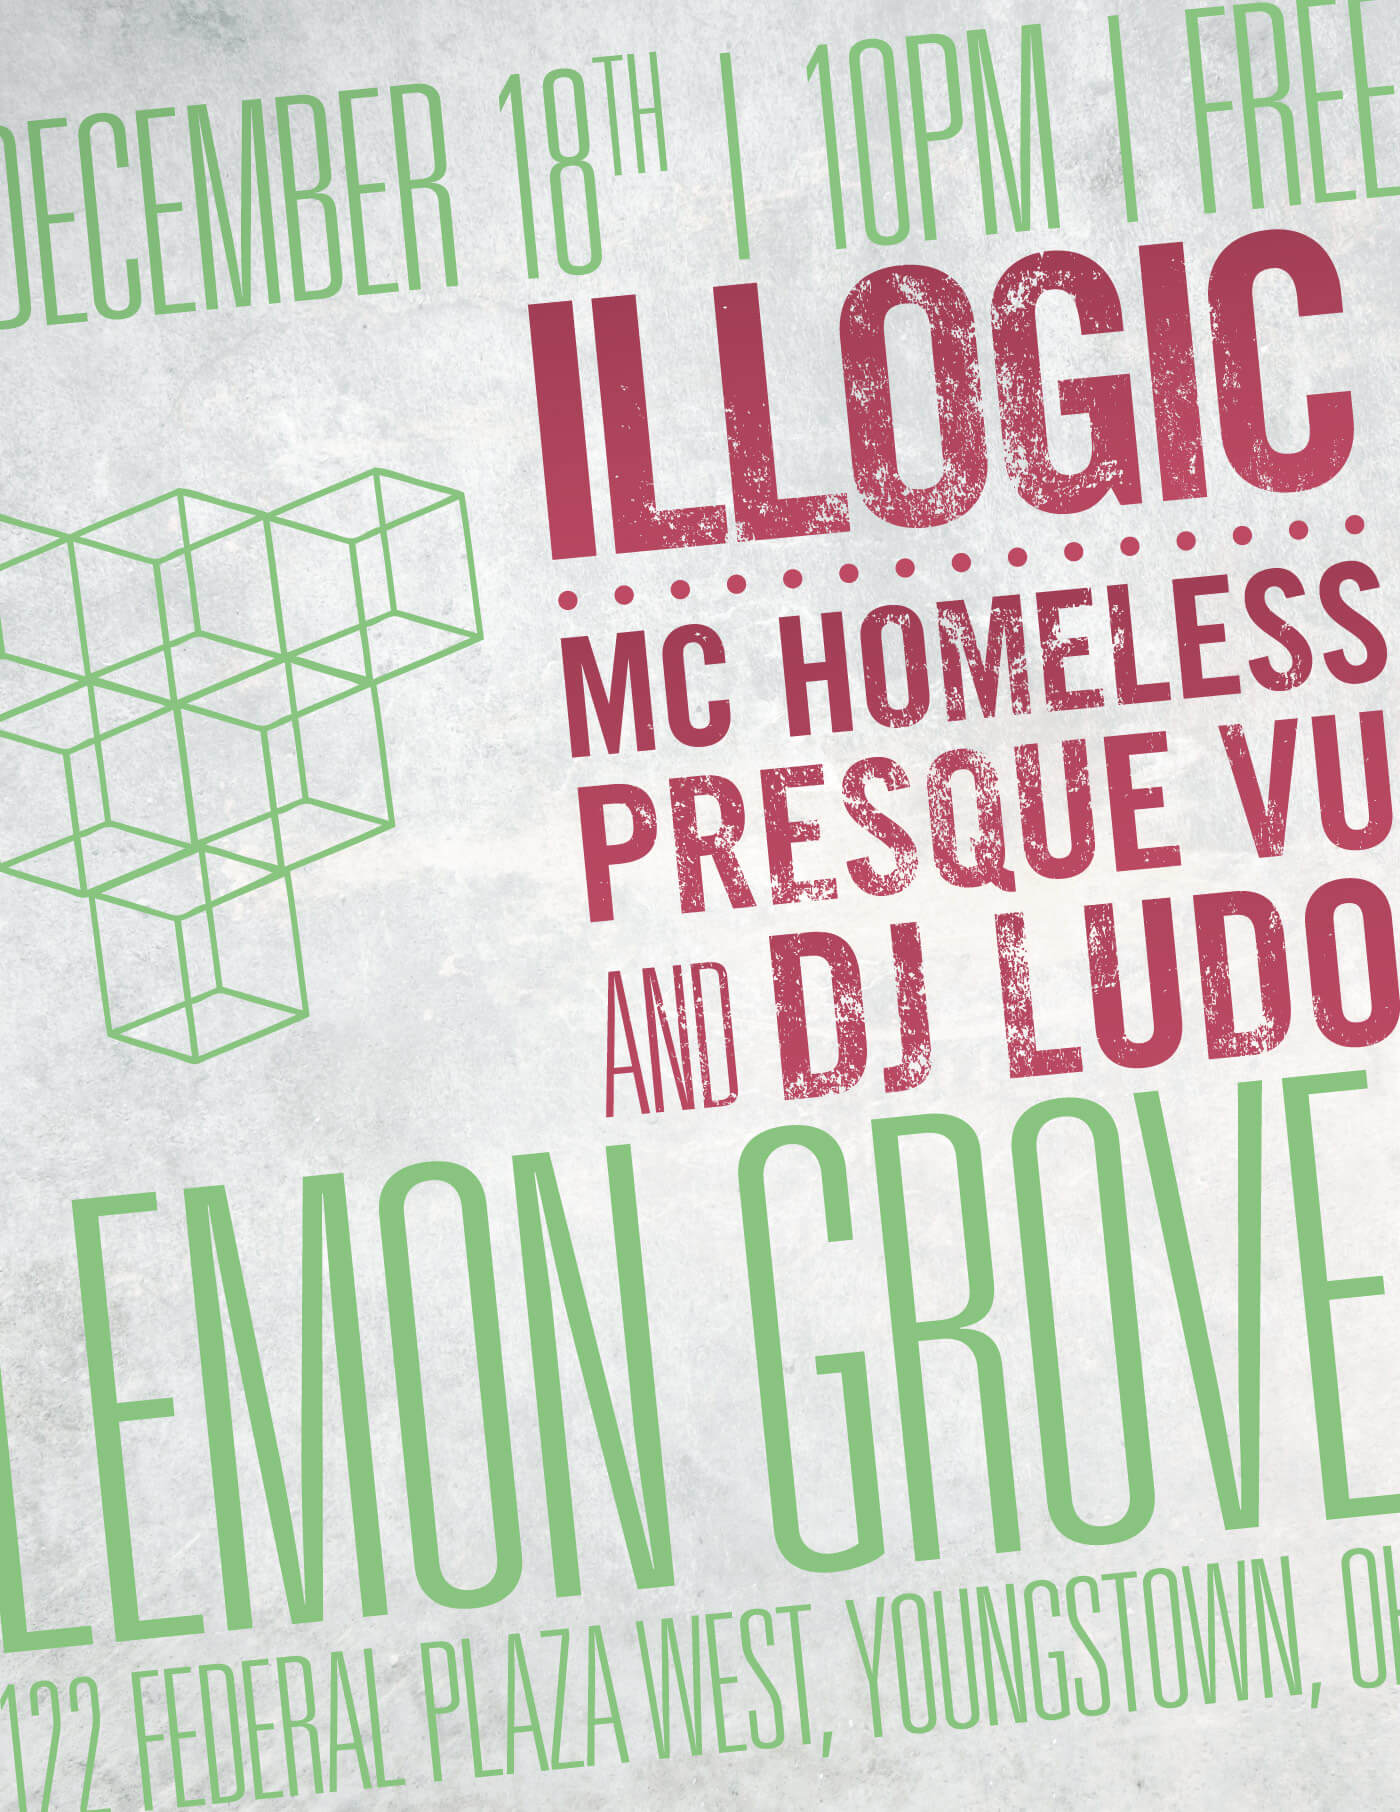 DECEMBER 18TH | 10PM | FREE
ILLOGIC
MC HOMELESS
PRESQUE VU
AND DJ LUDO
LEMON GROVE
122 FEDERAL PLAZA WEST, YOUNGSTOWN, OH